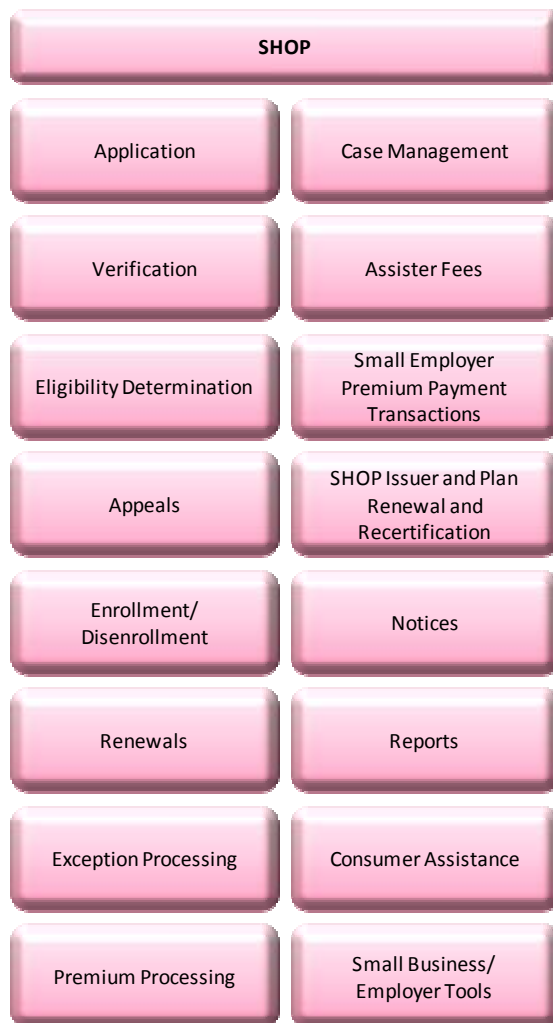 SHOP
Application
Case Management
Verification
Assister Fees
Eligibility Determination
Small Employer
Premium Payment
Transactions
Appeals
SHOP Issuer and Plan
Renewal and
Recertification
Enrollment/
Disenrollment
Notices
Renewals
Reports
Exception Processing
Consumer Assistance
Premium Processing
Small Business/
Employer Tools